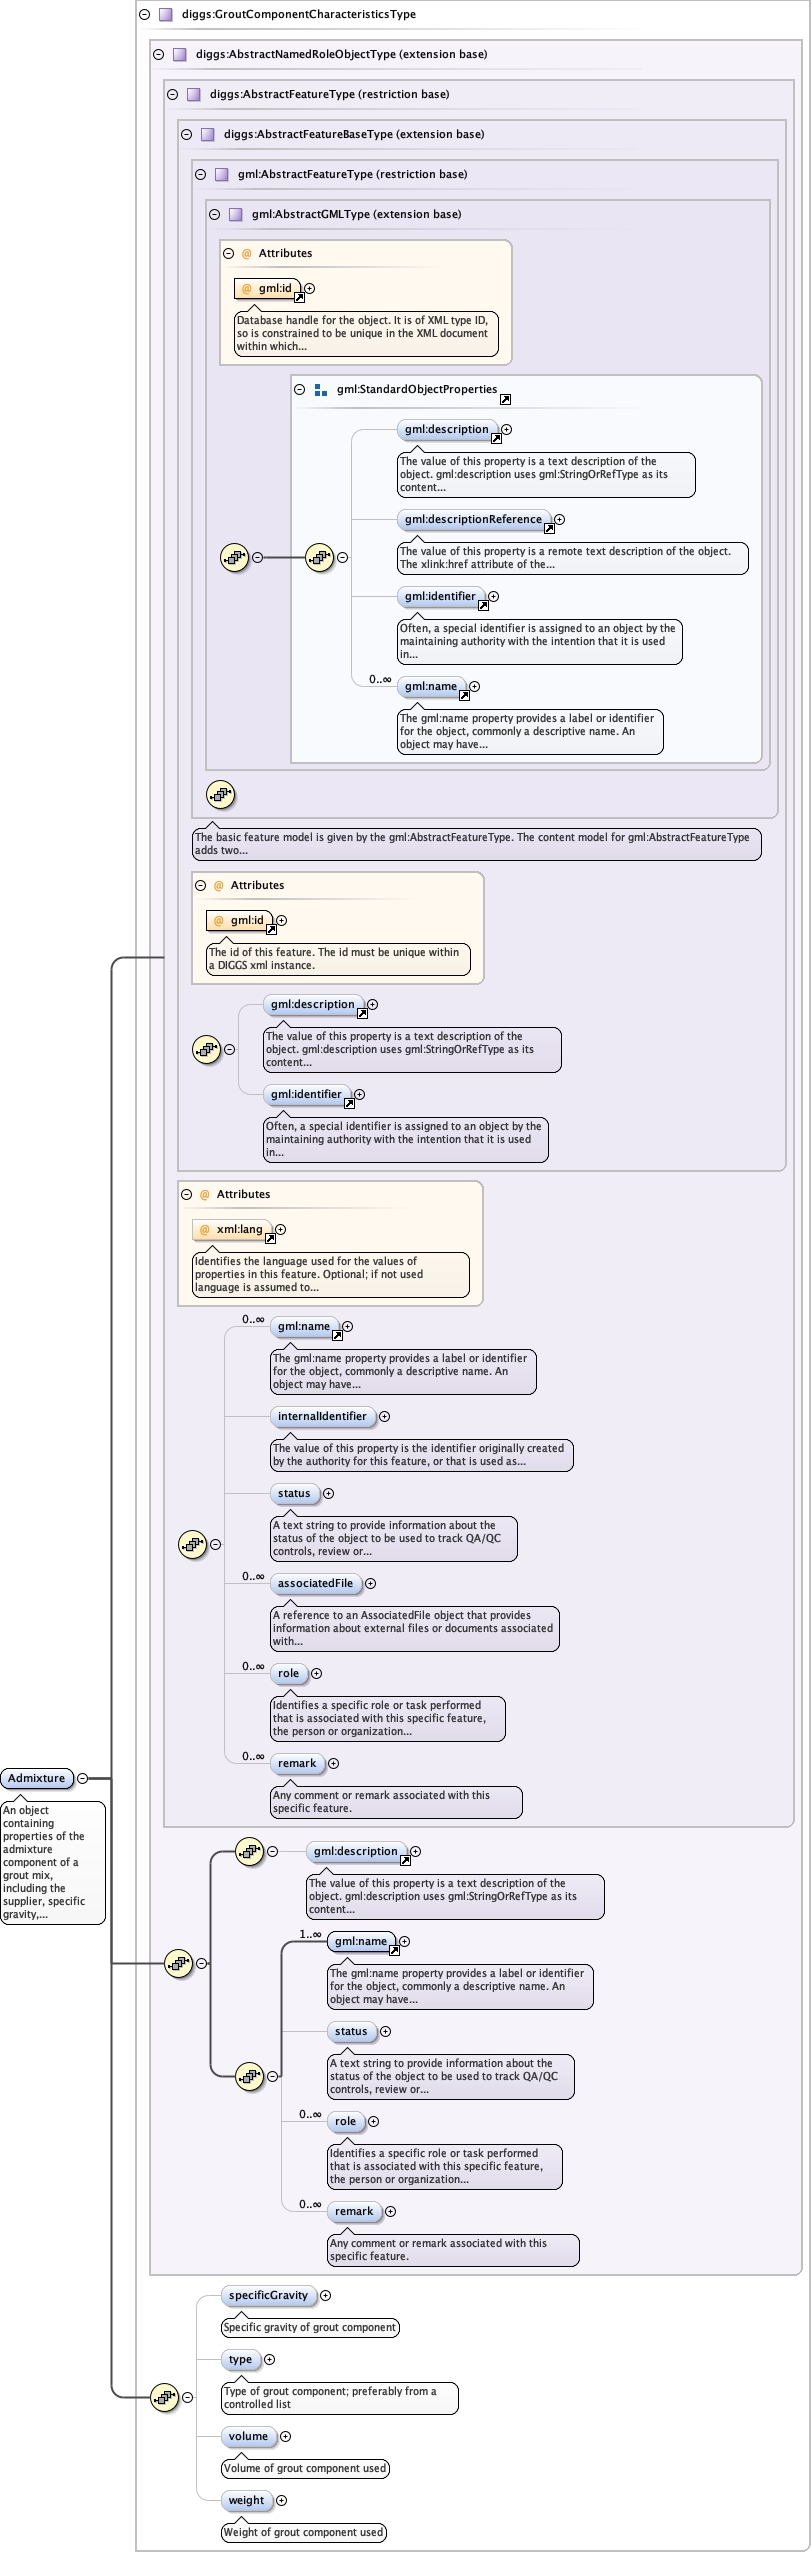 diggs:GroutComponentCharacteristicsType
diggs:AbstractNamedRoleObjectType (extension base)
diggs:AbstractFeatureType (restriction base)
diggs:AbstractFeatureBaseType (extension base)
gml:AbstractFeatureType (restriction base)
gml:AbstractGMLType (extension base)
@ Attributes
@ gml:id
Database handle for the object. It is of XML type ID,
so is constrained to be unique in the XML document
within which...
gml:StandardObjectProperties
gml:description
The value of this property is a text description of the
object. gml:description uses gml:StringOrRefType as its
content...
gml:descriptionReference
The value of this property is a remote text description of the object.
The xlink:href attribute of the...
gml:identifier
Often, a special identifier is assigned to an object by the
maintaining authority with the intention that it is used
in...
0..∞
gml:name
The gml:name property provides a label or identifier
for the object, commonly a descriptive name. An
object may have...
The basic feature model is given by the gml:AbstractFeatureType. The content model for gml:AbstractFeatureType
adds two...
@ Attributes
@ gml:id
The id of this feature. The id must be unique within
a DIGGS xml instance.
gml:description
The value of this property is a text description of the
object. gml:description uses gml:StringOrRefType as its
content...
gml:identifier
Often, a special identifier is assigned to an object by the
maintaining authority with the intention that it is used
in...
@ Attributes
@ xml:lang
Identifies the language used for the values of
properties in this feature. Optional; if not used
language is assumed to...
0..∞
gml:name
The gml:name property provides a label or identifier
for the object, commonly a descriptive name. An
object may have...
internalIdentifier
The value of this property is the identifier originally created
by the authority for this feature, or that is used as...
status
A text string to provide information about the
status of the object to be used to track QA/QC
controls, review or...
0..∞
associatedFile
A reference to an AssociatedFile object that provides
information about external files or documents associated
with...
0..∞
role
Identifies a specific role or task performed
that is associated with this specific feature,
the person or organization...
0..∞
remark
Any comment or remark associated with this
specific feature.
Admixture
An object
containing
properties of the
admixture
component of a
grout mix,
including the
supplier, specific
gravity,...
gml:description
The value of this property is a text description of the
object. gml:description uses gml:StringOrRefType as its
content...
1..∞
gml:name
The gml:name property provides a label or identifier
for the object, commonly a descriptive name. An
object may have...
status
A text string to provide information about the
status of the object to be used to track QA/QC
controls, review or...
0..∞
role
Identifies a specific role or task performed
that is associated with this specific feature,
the person or organization...
0..∞
remark
Any comment or remark associated with this
specific feature.
specificGravity
Specific gravity of grout component
type
Type of grout component; preferably from a
controlled list
volume
Volume of grout component used
weight
Weight of grout component used